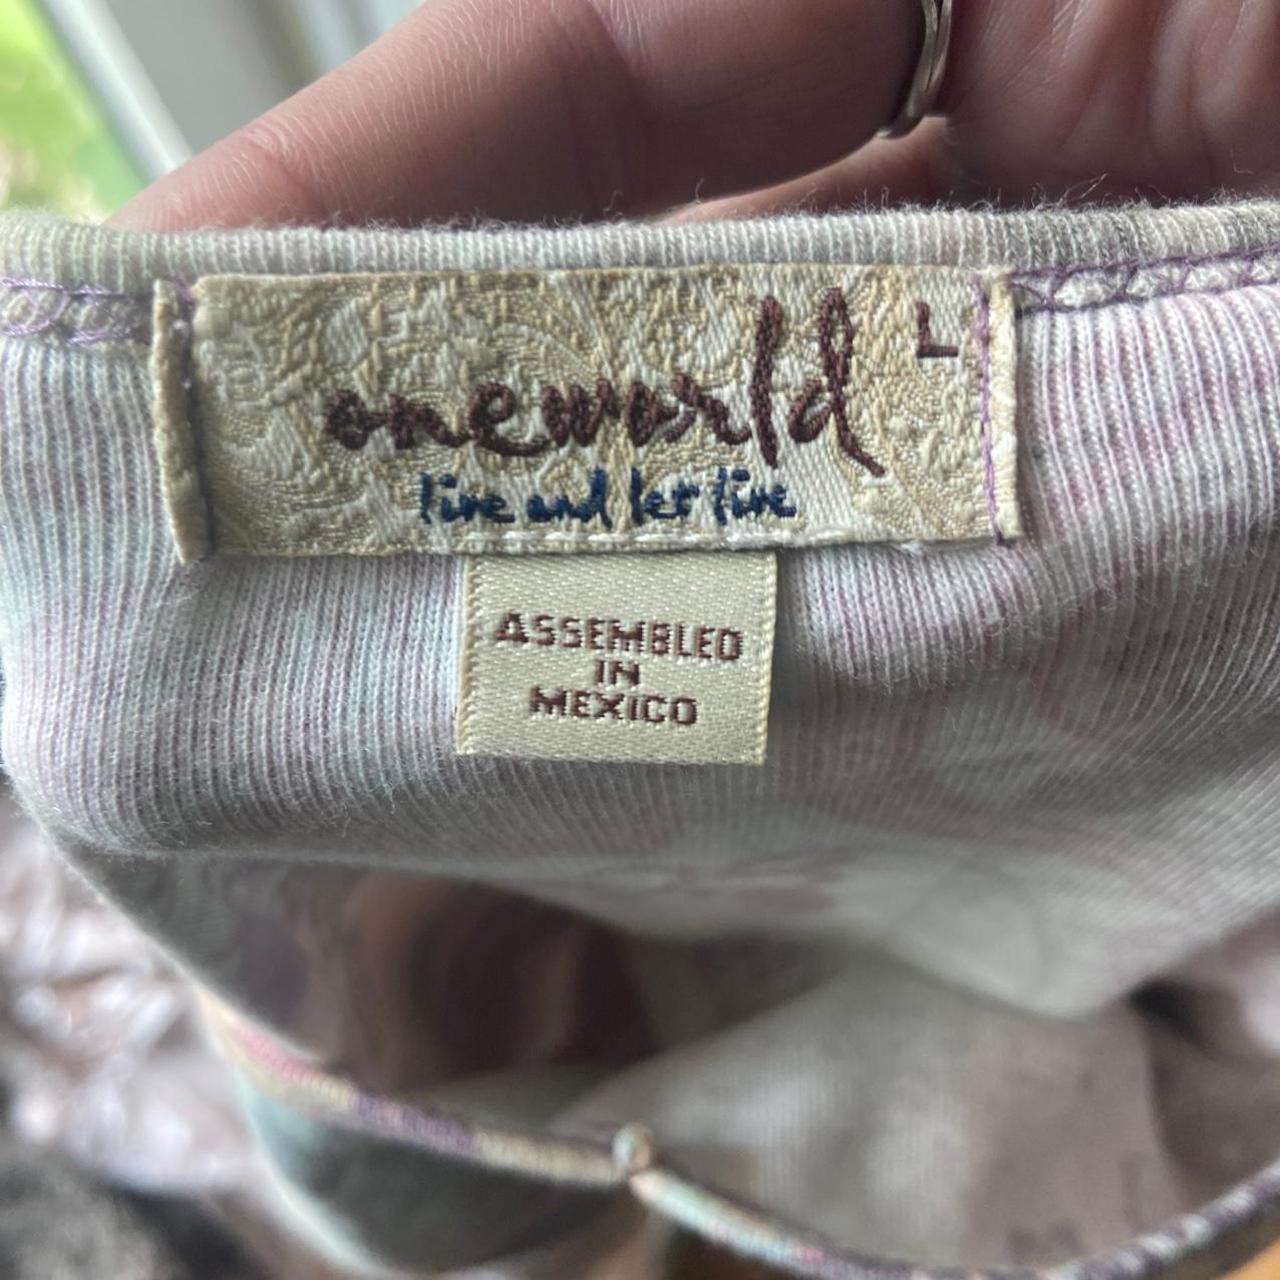 oneworld L
live and let live
ASSEMBLED
IN
MEXICO